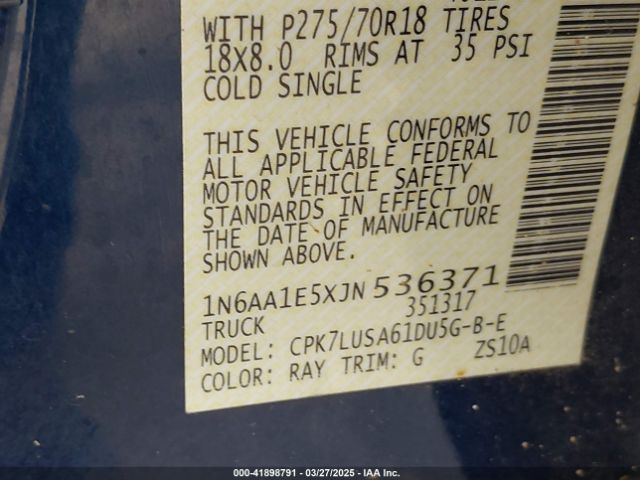 WITH P275/70R18 TIRES
18X8.0 RIMS AT 35 PSI
COLD SINGLE
THIS VEHICLE CONFORMS TO
ALL APPLICABLE FEDERAL
MOTOR VEHICLE SAFETY
STANDARDS IN EFFECT ON
THE DATE OF MANUFACTURE
SHOWN ABOVE.
1N6AA1E5XJN 536371
TRUCK 351317
MODEL: CPK7LUSA61DU5G-B-E
COLOR: RAY TRIM: G ZS10A
000-41898791 — 03/27/2025 — IAA Inc.